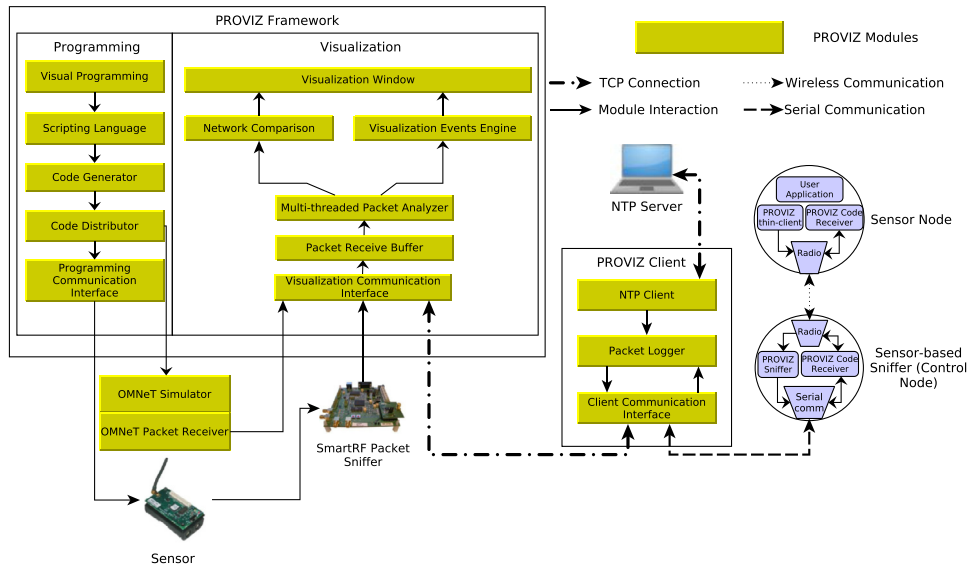 PROVIZ Framework
Programming
Visual Programming
Scripting Language
Code Generator
Code Distributor
Programming
Communication
Interface
Visualization
Visualization Window
Network Comparison
Visualization Events Engine
Multi-threaded Packet Analyzer
Packet Receive Buffer
Visualization Communication
Interface
OMNeT Simulator
OMNeT Packet Receiver
Sensor
SmartRF Packet
Sniffer
PROVIZ Modules
TCP Connection
Wireless Communication
Module Interaction
Serial Communication
NTP Server
PROVIZ Client
NTP Client
Packet Logger
Client Communication
Interface
User
Application
PROVIZ
thin-client
PROVIZ Code
Receiver
Radio
Sensor Node
Radio
PROVIZ
Sniffer
PROVIZ Code
Receiver
Serial
comm
Sensor-based
Sniffer (Control
Node)